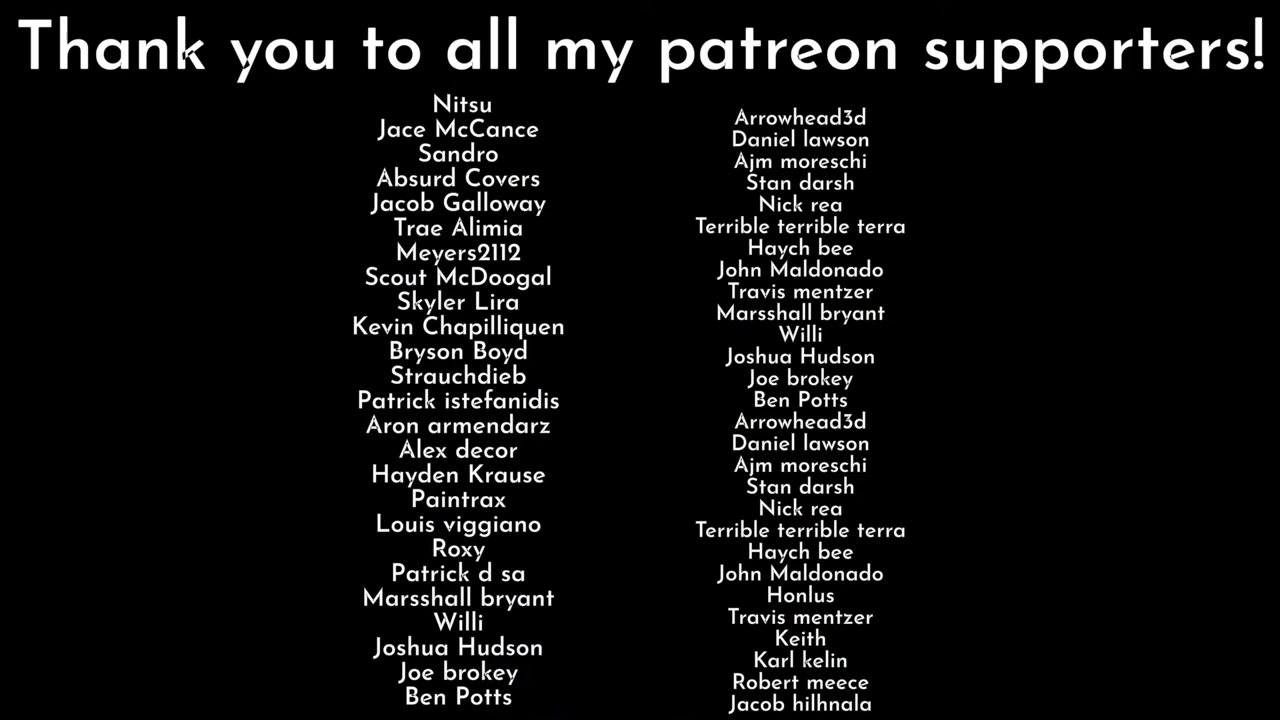 Thank you to all my patreon supporters!
Nitsu
Jace McCance
Sandro
Absurd Covers
Jacob Galloway
Trae Alimia
Meyers2112
Scout McDoogal
Skyler Lira
Kevin Chapilliquen
Bryson Boyd
Strauchdieb
Patrick istefanidis
Aron armendarz
Alex decor
Hayden Krause
Paintrax
Louis viggiano
Roxy
Patrick d sa
Marsshall bryant
Willi
Joshua Hudson
Joe brokey
Ben Potts
Arrowhead3d
Daniel lawson
Ajm moreschi
Stan darsh
Nick rea
Terrible terrible terra
Haych bee
John Maldonado
Travis mentzer
Marsshall bryant
Willi
Joshua Hudson
Joe brokey
Ben Potts
Arrowhead3d
Daniel lawson
Ajm moreschi
Stan darsh
Nick rea
Terrible terrible terra
Haych bee
John Maldonado
Honlus
Travis mentzer
Keith
Karl kelin
Robert meece
Jacob hilhnala